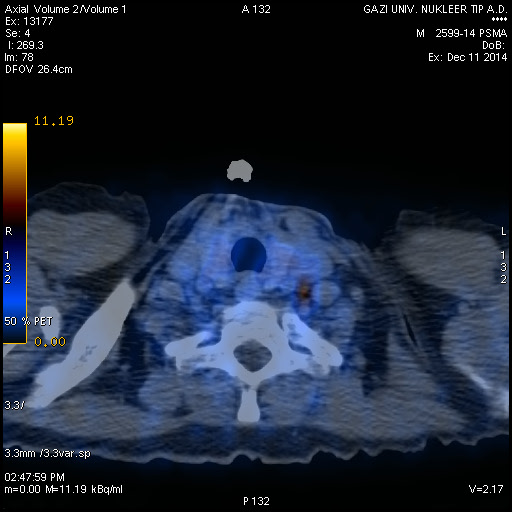 Axial Volume 2/Volume 1
Ex: 13177
Se: 4
I: 269.3
Im: 78
DFOV 26.4cm
A 132
GAZI UNIV. NUKLEER TIP A.D.
****
M 2599-14 PSMA
DoB:
Ex: Dec 11 2014
11.19
R
1
3
2
L
1
3
2
50 % PET
0.00
3.3/
3.3mm /3.3var.sp
02:47:59 PM
m=0.00 M=11.19 kBq/ml
P 132
V=2.17